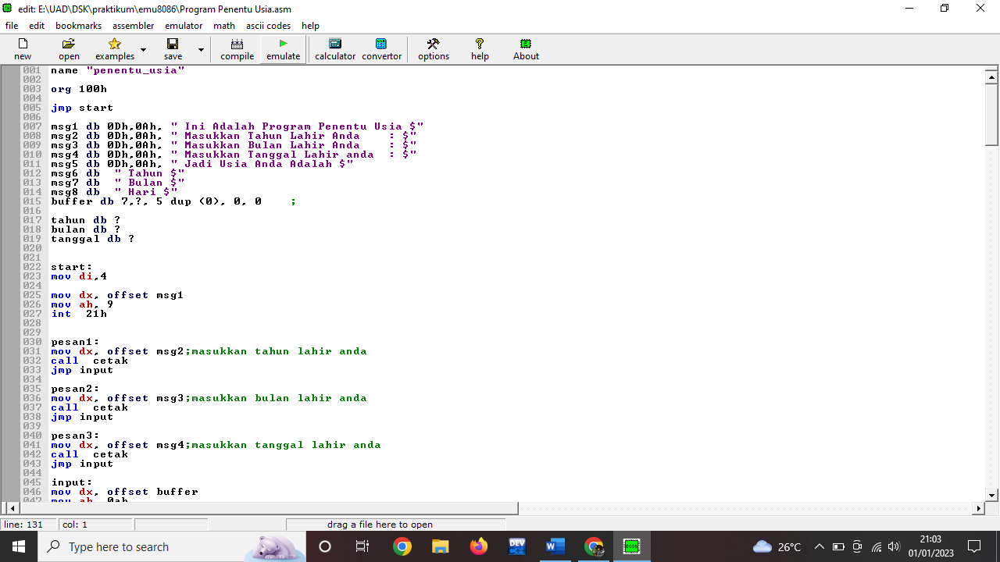 edit: E:\UAD\DSK\praktikum\emu8086\Program Penentu Usia.asm
file edit bookmarks assembler emulator math ascii codes help
new open examples save compile emulate calculator convertor options help About
001 name "penentu_usia"
002
003 org 100h
004
005 jmp start
006
007 msg1 db 0Dh,0Ah, " Ini Adalah Program Penentu Usia $"
008 msg2 db 0Dh,0Ah, " Masukkan Tahun Lahir Anda    : $"
009 msg3 db 0Dh,0Ah, " Masukkan Bulan Lahir Anda    : $"
010 msg4 db 0Dh,0Ah, " Masukkan Tanggal Lahir anda  : $"
011 msg5 db 0Dh,0Ah, " Jadi Usia Anda Adalah $"
012 msg6 db  " Tahun $"
013 msg7 db  " Bulan $"
014 msg8 db  " Hari $"
015 buffer db 7,?, 5 dup (0), 0, 0    ;
016
017 tahun db ?
018 bulan db ?
019 tanggal db ?
020
021
022 start:
023 mov di,4
024
025 mov dx, offset msg1
026 mov ah, 9
027 int  21h
028
029
030 pesan1:
031 mov dx, offset msg2;masukkan tahun lahir anda
032 call  cetak
033 jmp input
034
035 pesan2:
036 mov dx, offset msg3;masukkan bulan lahir anda
037 call  cetak
038 jmp input
039
040 pesan3:
041 mov dx, offset msg4;masukkan tanggal lahir anda
042 call  cetak
043 jmp input
044
045 input:
046 mov dx, offset buffer
047 mov ah, 0ah
line: 131 col: 1 drag a file here to open
Type here to search DEV 8086 26°C 21:03
01/01/2023